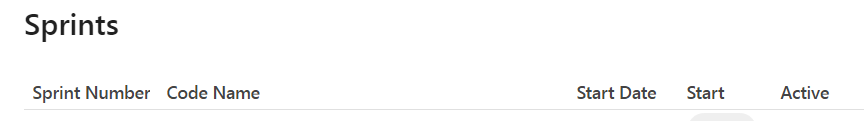 Sprints
Sprint Number Code Name Start Date Start Active